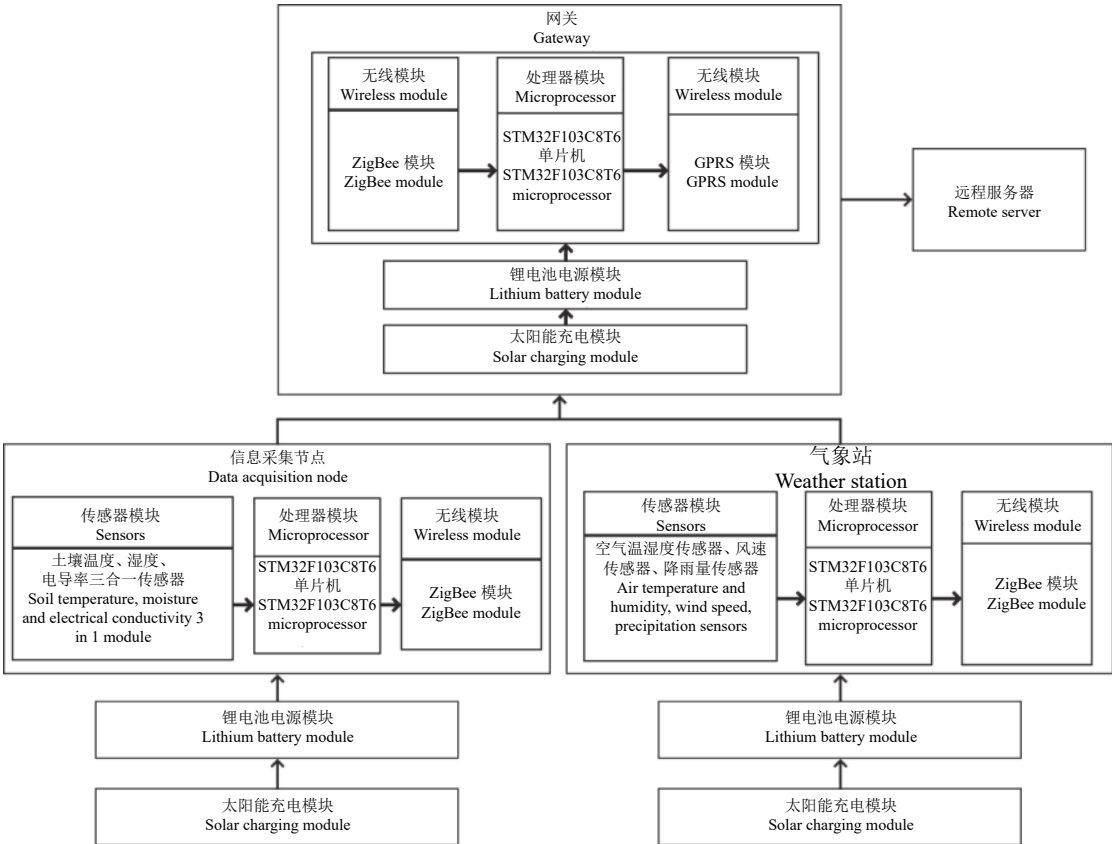 网关
Gateway
无线模块
Wireless module
ZigBee 模块
ZigBee module
处理器模块
Microprocessor
STM32F103C8T6
单片机
STM32F103C8T6
microprocessor
无线模块
Wireless module
GPRS 模块
GPRS module
锂电池电源模块
Lithium battery module
太阳能充电模块
Solar charging module
远程服务器
Remote server
信息采集节点
Data acquisition node
传感器模块
Sensors
土壤温度、湿度、
电导率三合一传感器
Soil temperature, moisture
and electrical conductivity 3
in 1 module
处理器模块
Microprocessor
STM32F103C8T6
单片机
STM32F103C8T6
microprocessor
无线模块
Wireless module
ZigBee 模块
ZigBee module
锂电池电源模块
Lithium battery module
太阳能充电模块
Solar charging module
气象站
Weather station
传感器模块
Sensors
空气温湿度传感器、风速
传感器、降雨量传感器
Air temperature and
humidity, wind speed,
precipitation sensors
处理器模块
Microprocessor
STM32F103C8T6
单片机
STM32F103C8T6
microprocessor
无线模块
Wireless module
ZigBee 模块
ZigBee module
锂电池电源模块
Lithium battery module
太阳能充电模块
Solar charging module